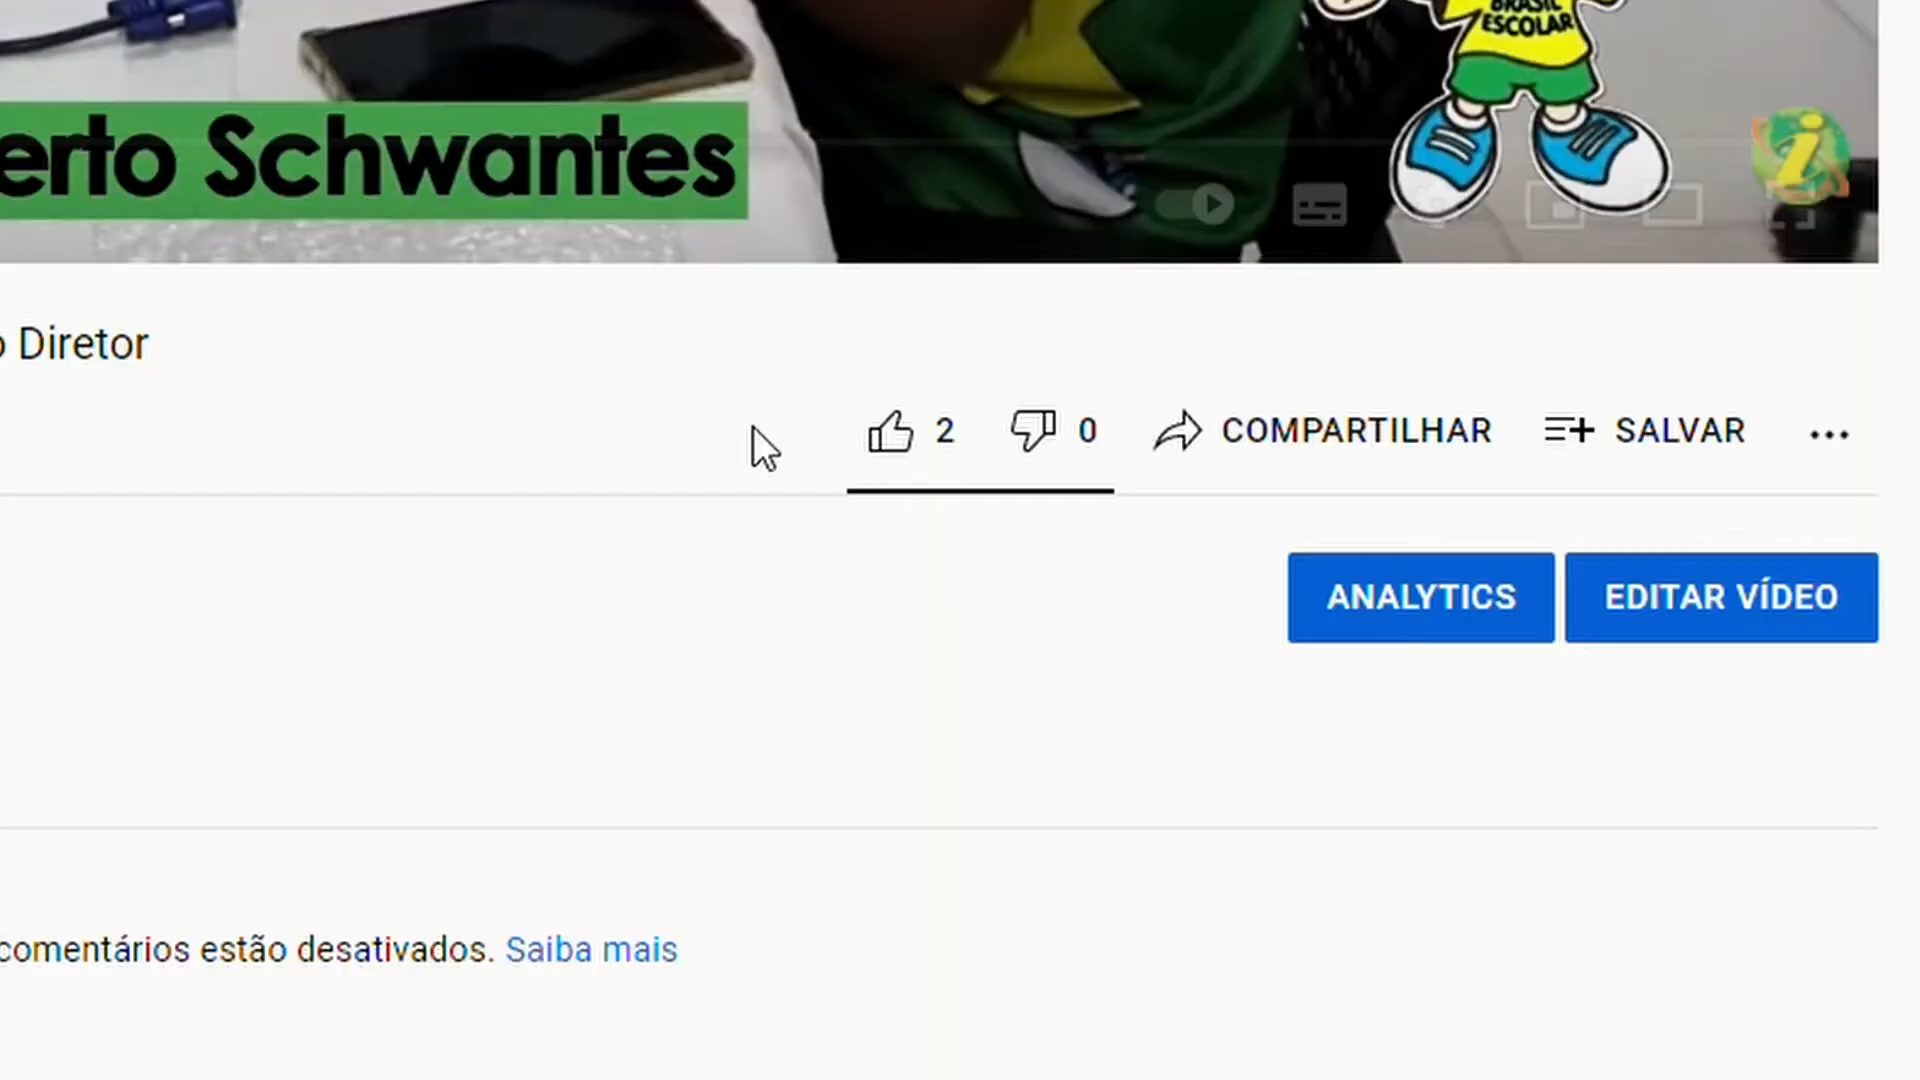 BRASIL
ESCOLAR
erto Schwantes
i
o Diretor
2 0 COMPARTILHAR SALVAR ...
ANALYTICS EDITAR VÍDEO
comentários estão desativados. Saiba mais